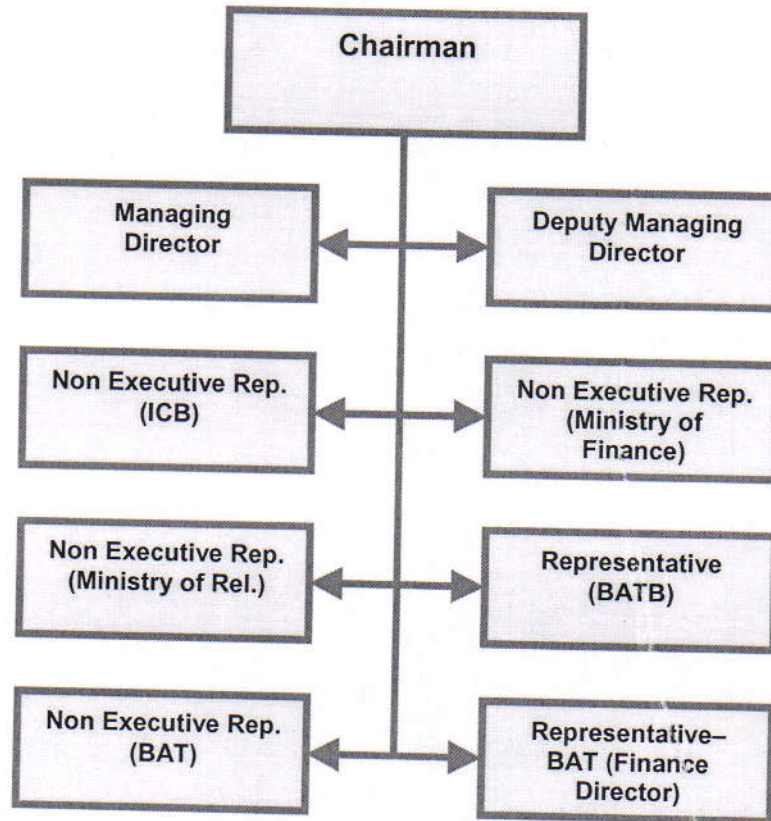 Chairman
Managing
Director
Deputy Managing
Director
Non Executive Rep.
(ICB)
Non Executive Rep.
(Ministry of
Finance)
Non Executive Rep.
(Ministry of Rel.)
Representative
(BATB)
Non Executive Rep.
(BAT)
Representative–
BAT (Finance
Director)